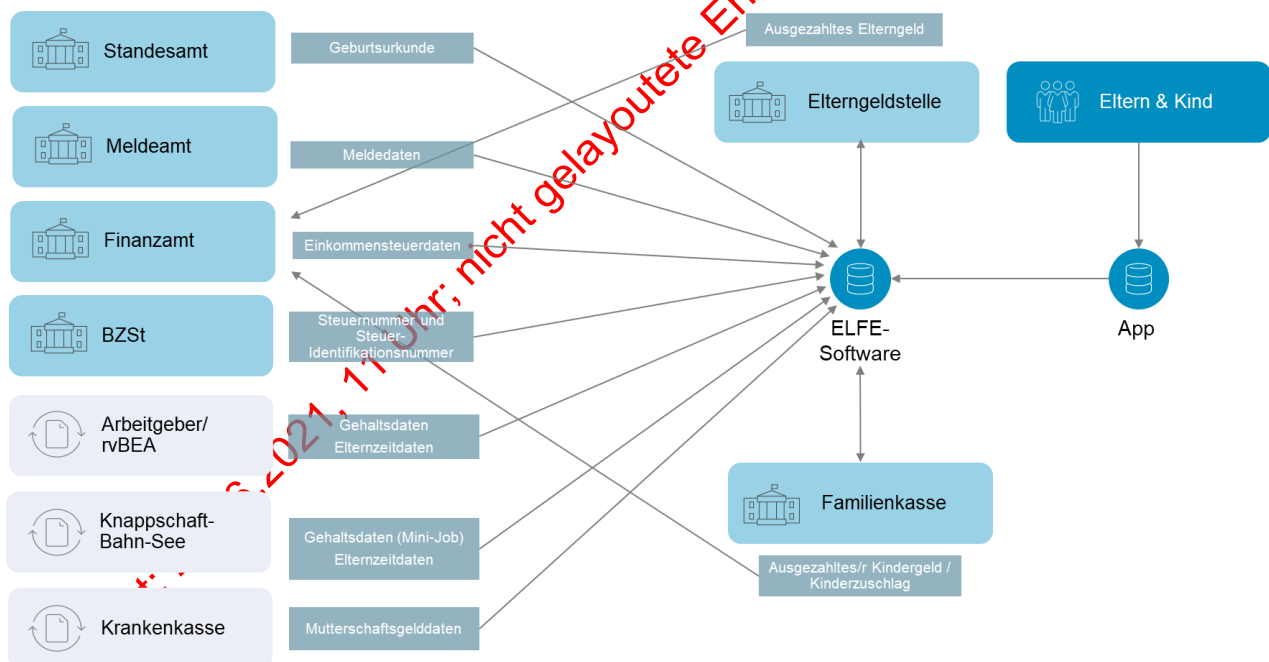 Standesamt
Geburtsurkunde
Ausgezahltes Elterngeld
Elterngeldstelle
Eltern & Kind
Meldeamt
Meldedaten
Finanzamt
Einkommensteuerdaten
BZSt
Steuernummer und
Steuer-
Identifikationsnummer
ELFE-
Software
App
Arbeitgeber/
rvBEA
Gehaltsdaten
Elternzeitdaten
Knappschaft-
Bahn-See
Gehaltsdaten (Mini-Job)
Elternzeitdaten
Familienkasse
Ausgezahltes/r Kindergeld /
Kinderzuschlag
Krankenkasse
Mutterschaftsgelddaten
2021, 11 Uhr; nicht gelayoutete